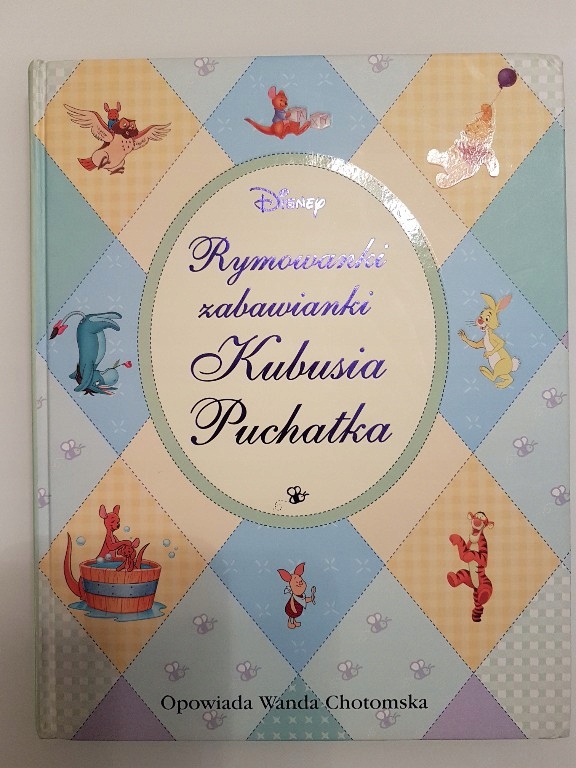 Disney
Rymowanki
zabawianki
Kubusia
Puchatka
Opowiada Wanda Chotomska